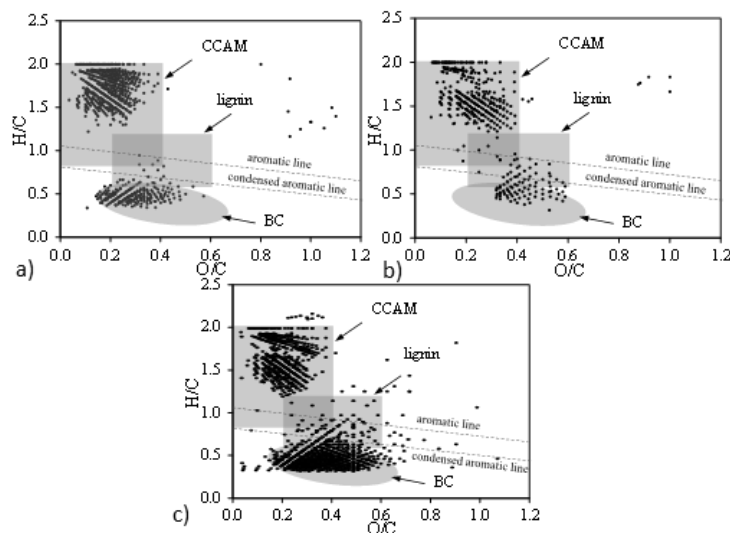 2.5
2.0
1.5
1.0
0.5
0.0
H/C
CCAM
lignin
aromatic line
condensed aromatic line
BC
0.0 0.2 0.4 0.6 0.8 1.0 1.2
O/C
a)
2.5
2.0
1.5
1.0
0.5
0.0
H/C
CCAM
lignin
aromatic line
condensed aromatic line
BC
0.0 0.2 0.4 0.6 0.8 1.0 1.2
O/C
b)
2.5
2.0
1.5
1.0
0.5
0.0
H/C
CCAM
lignin
aromatic line
condensed aromatic line
BC
0.0 0.2 0.4 0.6 0.8 1.0 1.2
O/C
c)